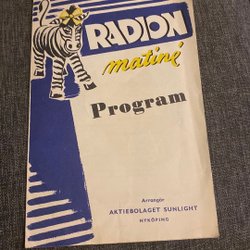 RADION
matiné
Program
Arrangör
AKTIEBOLAGET SUNLIGHT
NYKÖPING